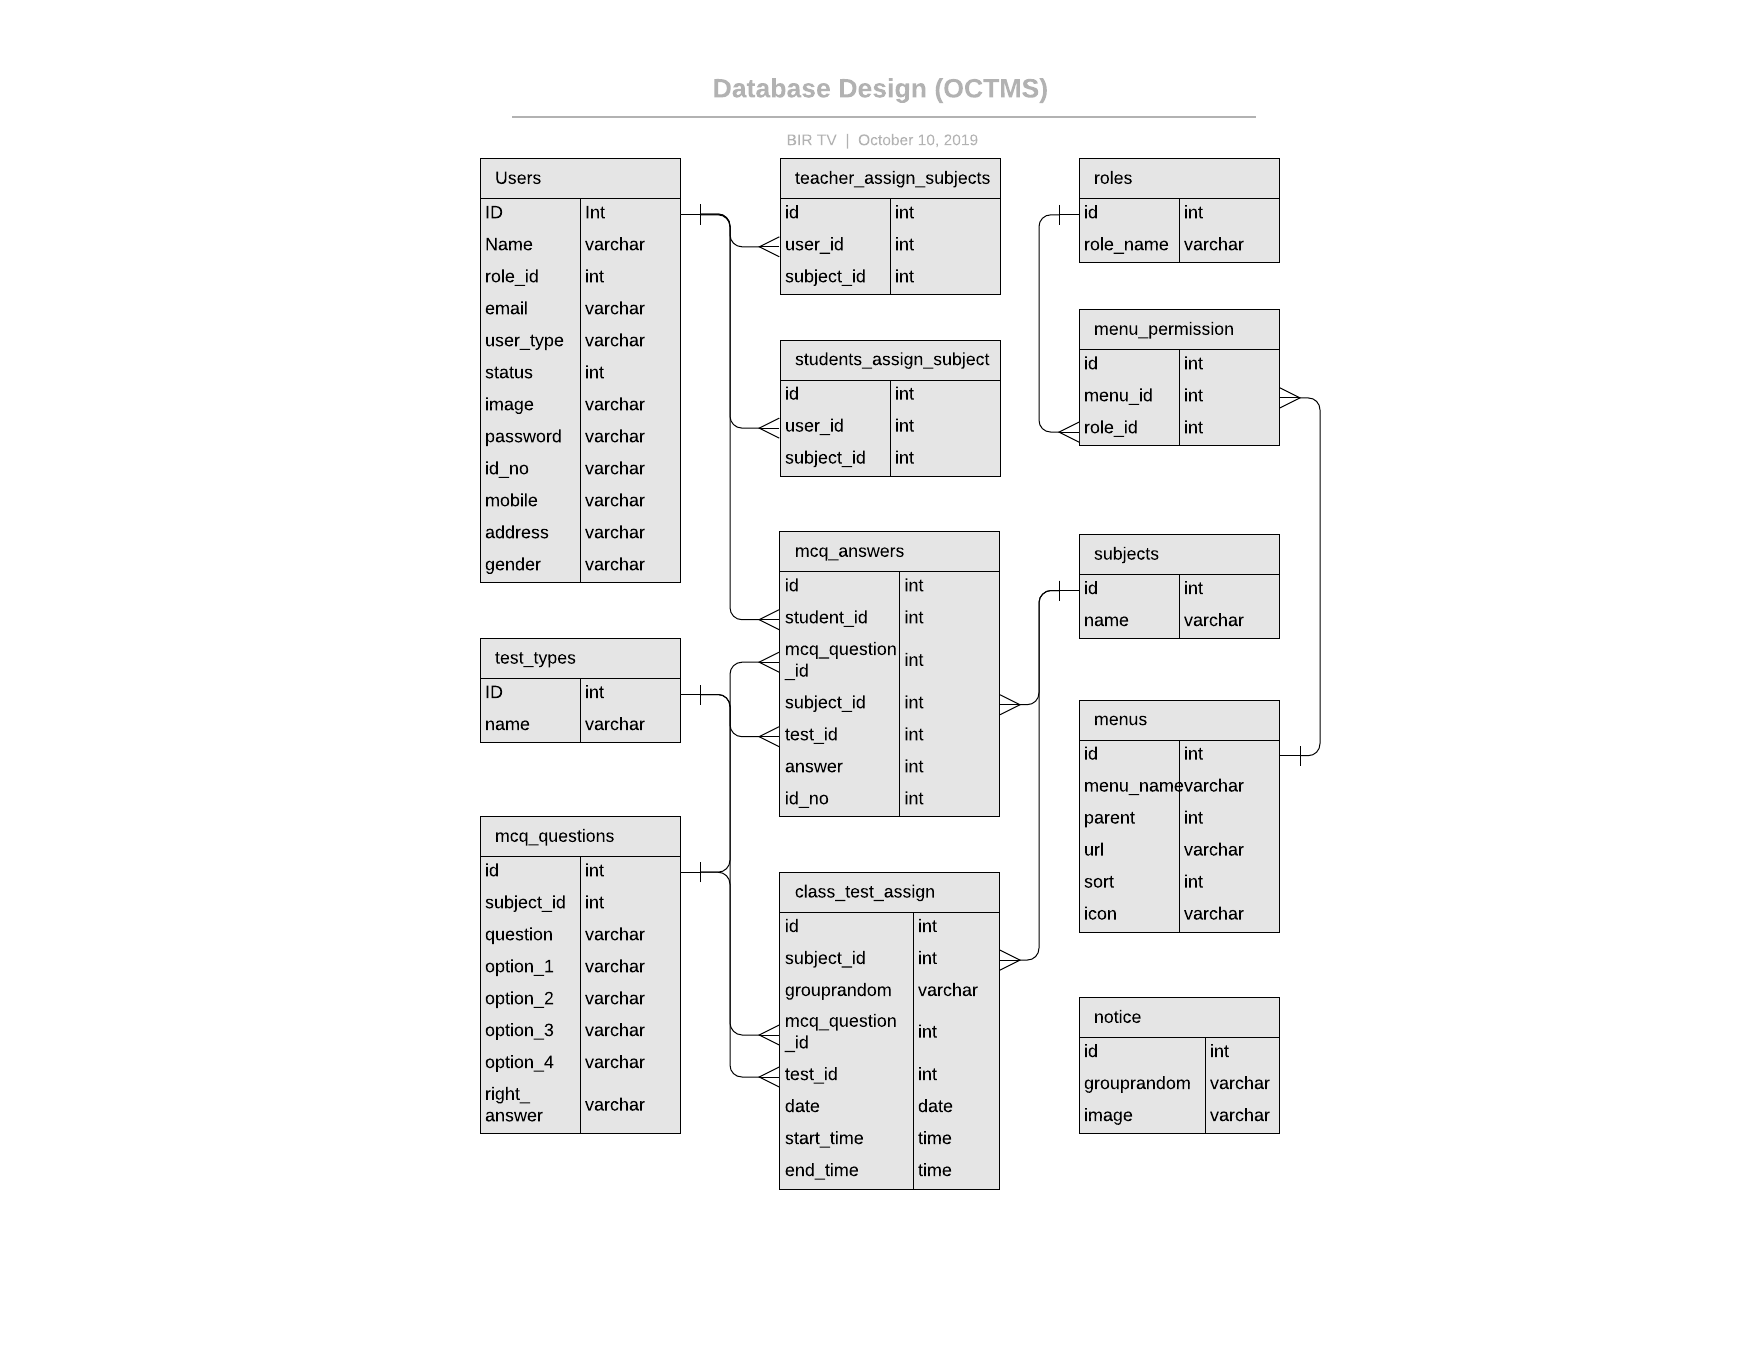 Database Design (OCTMS)
BIR TV | October 10, 2019
Users
ID Int
Name varchar
role_id int
email varchar
user_type varchar
status int
image varchar
password varchar
id_no varchar
mobile varchar
address varchar
gender varchar
test_types
ID int
name varchar
mcq_questions
id int
subject_id int
question varchar
option_1 varchar
option_2 varchar
option_3 varchar
option_4 varchar
right_
answer varchar
teacher_assign_subjects
id int
user_id int
subject_id int
students_assign_subject
id int
user_id int
subject_id int
mcq_answers
id int
student_id int
mcq_question
_id int
subject_id int
test_id int
answer int
id_no int
class_test_assign
id int
subject_id int
grouprandom varchar
mcq_question
_id int
test_id int
date date
start_time time
end_time time
roles
id int
role_name varchar
menu_permission
id int
menu_id int
role_id int
subjects
id int
name varchar
menus
id int
menu_name varchar
parent int
url varchar
sort int
icon varchar
notice
id int
grouprandom varchar
image varchar